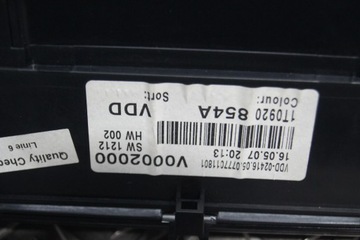 VDD-02416.05.0777C011801
16.05.07 20:13
SW 1212
HW 002
V0002000
1T0920 854A
VDD
Colour:
Sort:
Quality Chec
Linie 6